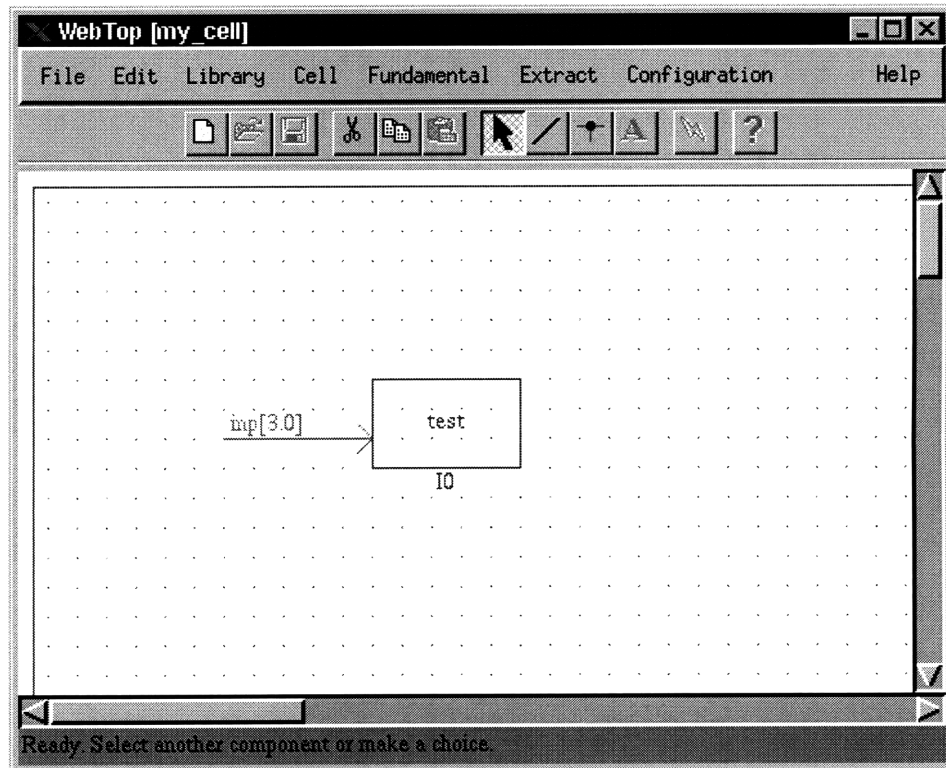 WebTop [my_cell]
File Edit Library Cell Fundamental Extract Configuration Help
A ?
inp[3.0]
test
I0
Ready. Select another component or make a choice.